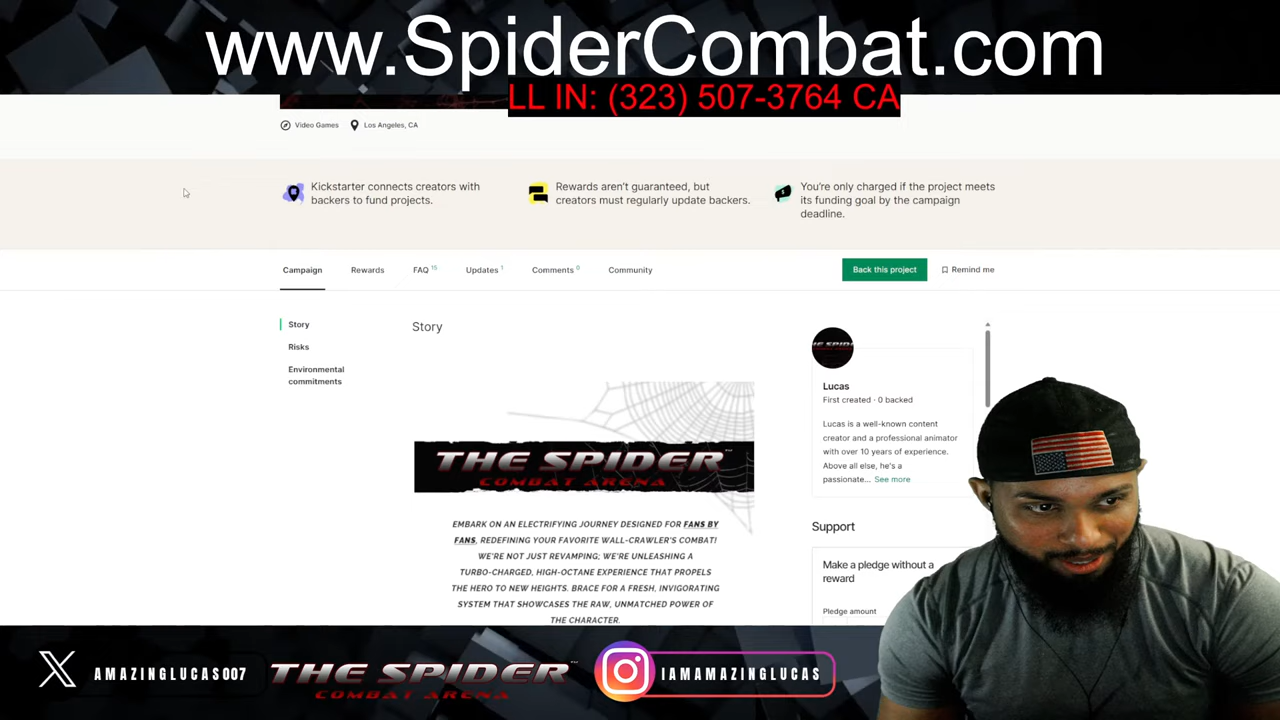 www.SpiderCombat.com
LL IN: (323) 507-3764 CA
Video Games
Los Angeles, CA
Kickstarter connects creators with
backers to fund projects.
Rewards aren't guaranteed, but
creators must regularly update backers.
You're only charged if the project meets
its funding goal by the campaign
deadline.
Campaign
Rewards
FAQ 15
Updates 1
Comments 0
Community
Back this project
Remind me
Story
Risks
Environmental
commitments
Story
THE SPIDER
COMBAT ARENA
EMBARK ON AN ELECTRIFYING JOURNEY DESIGNED FOR FANS BY
FANS, REDEFINING YOUR FAVORITE WALL-CRAWLER'S COMBAT!
WE'RE NOT JUST REVAMPING; WE'RE UNLEASHING A
TURBO-CHARGED, HIGH-OCTANE EXPERIENCE THAT PROPELS
THE HERO TO NEW HEIGHTS. BRACE FOR A FRESH, INVIGORATING
SYSTEM THAT SHOWCASES THE RAW, UNMATCHED POWER OF
THE CHARACTER.
Lucas
First created · 0 backed
Lucas is a well-known content
creator and a professional animator
with over 10 years of experience.
Above all else, he's a
passionate... See more
Support
Make a pledge without a
reward
Pledge amount
AMAZINGLUCAS007
THE SPIDER™
COMBAT ARENA
IAMAMAZINGLUCAS